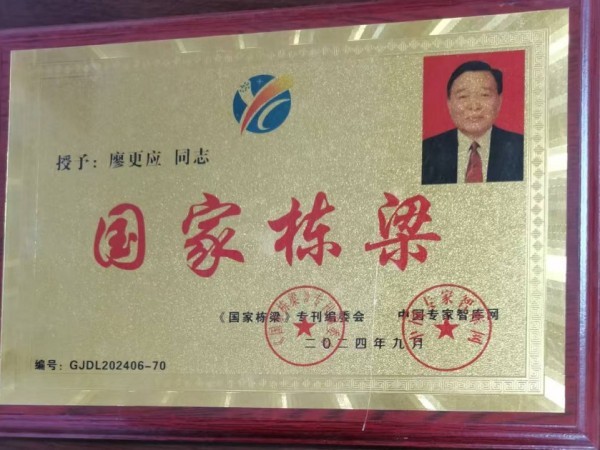 授予：廖更应 同志
国家栋梁
《国家栋梁》专刊编委会 中国专家智库网
二〇二四年九月
编号：GJDL202406-70